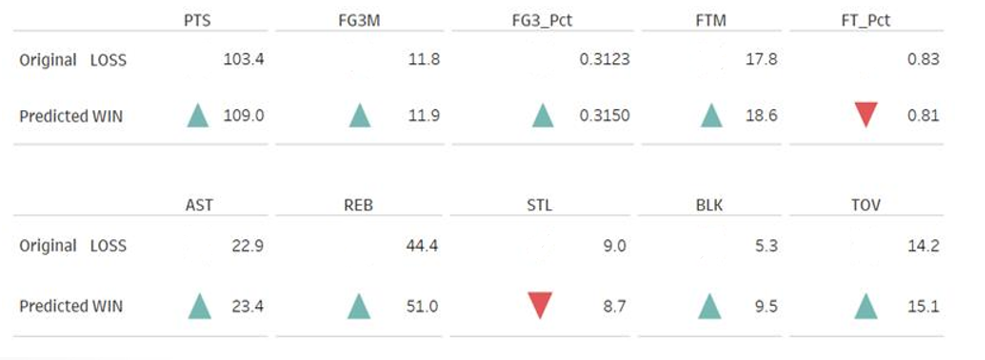 PTS FG3M FG3_Pct FTM FT_Pct
Original LOSS 103.4 11.8 0.3123 17.8 0.83
Predicted WIN 109.0 11.9 0.3150 18.6 0.81
AST REB STL BLK TOV
Original LOSS 22.9 44.4 9.0 5.3 14.2
Predicted WIN 23.4 51.0 8.7 9.5 15.1